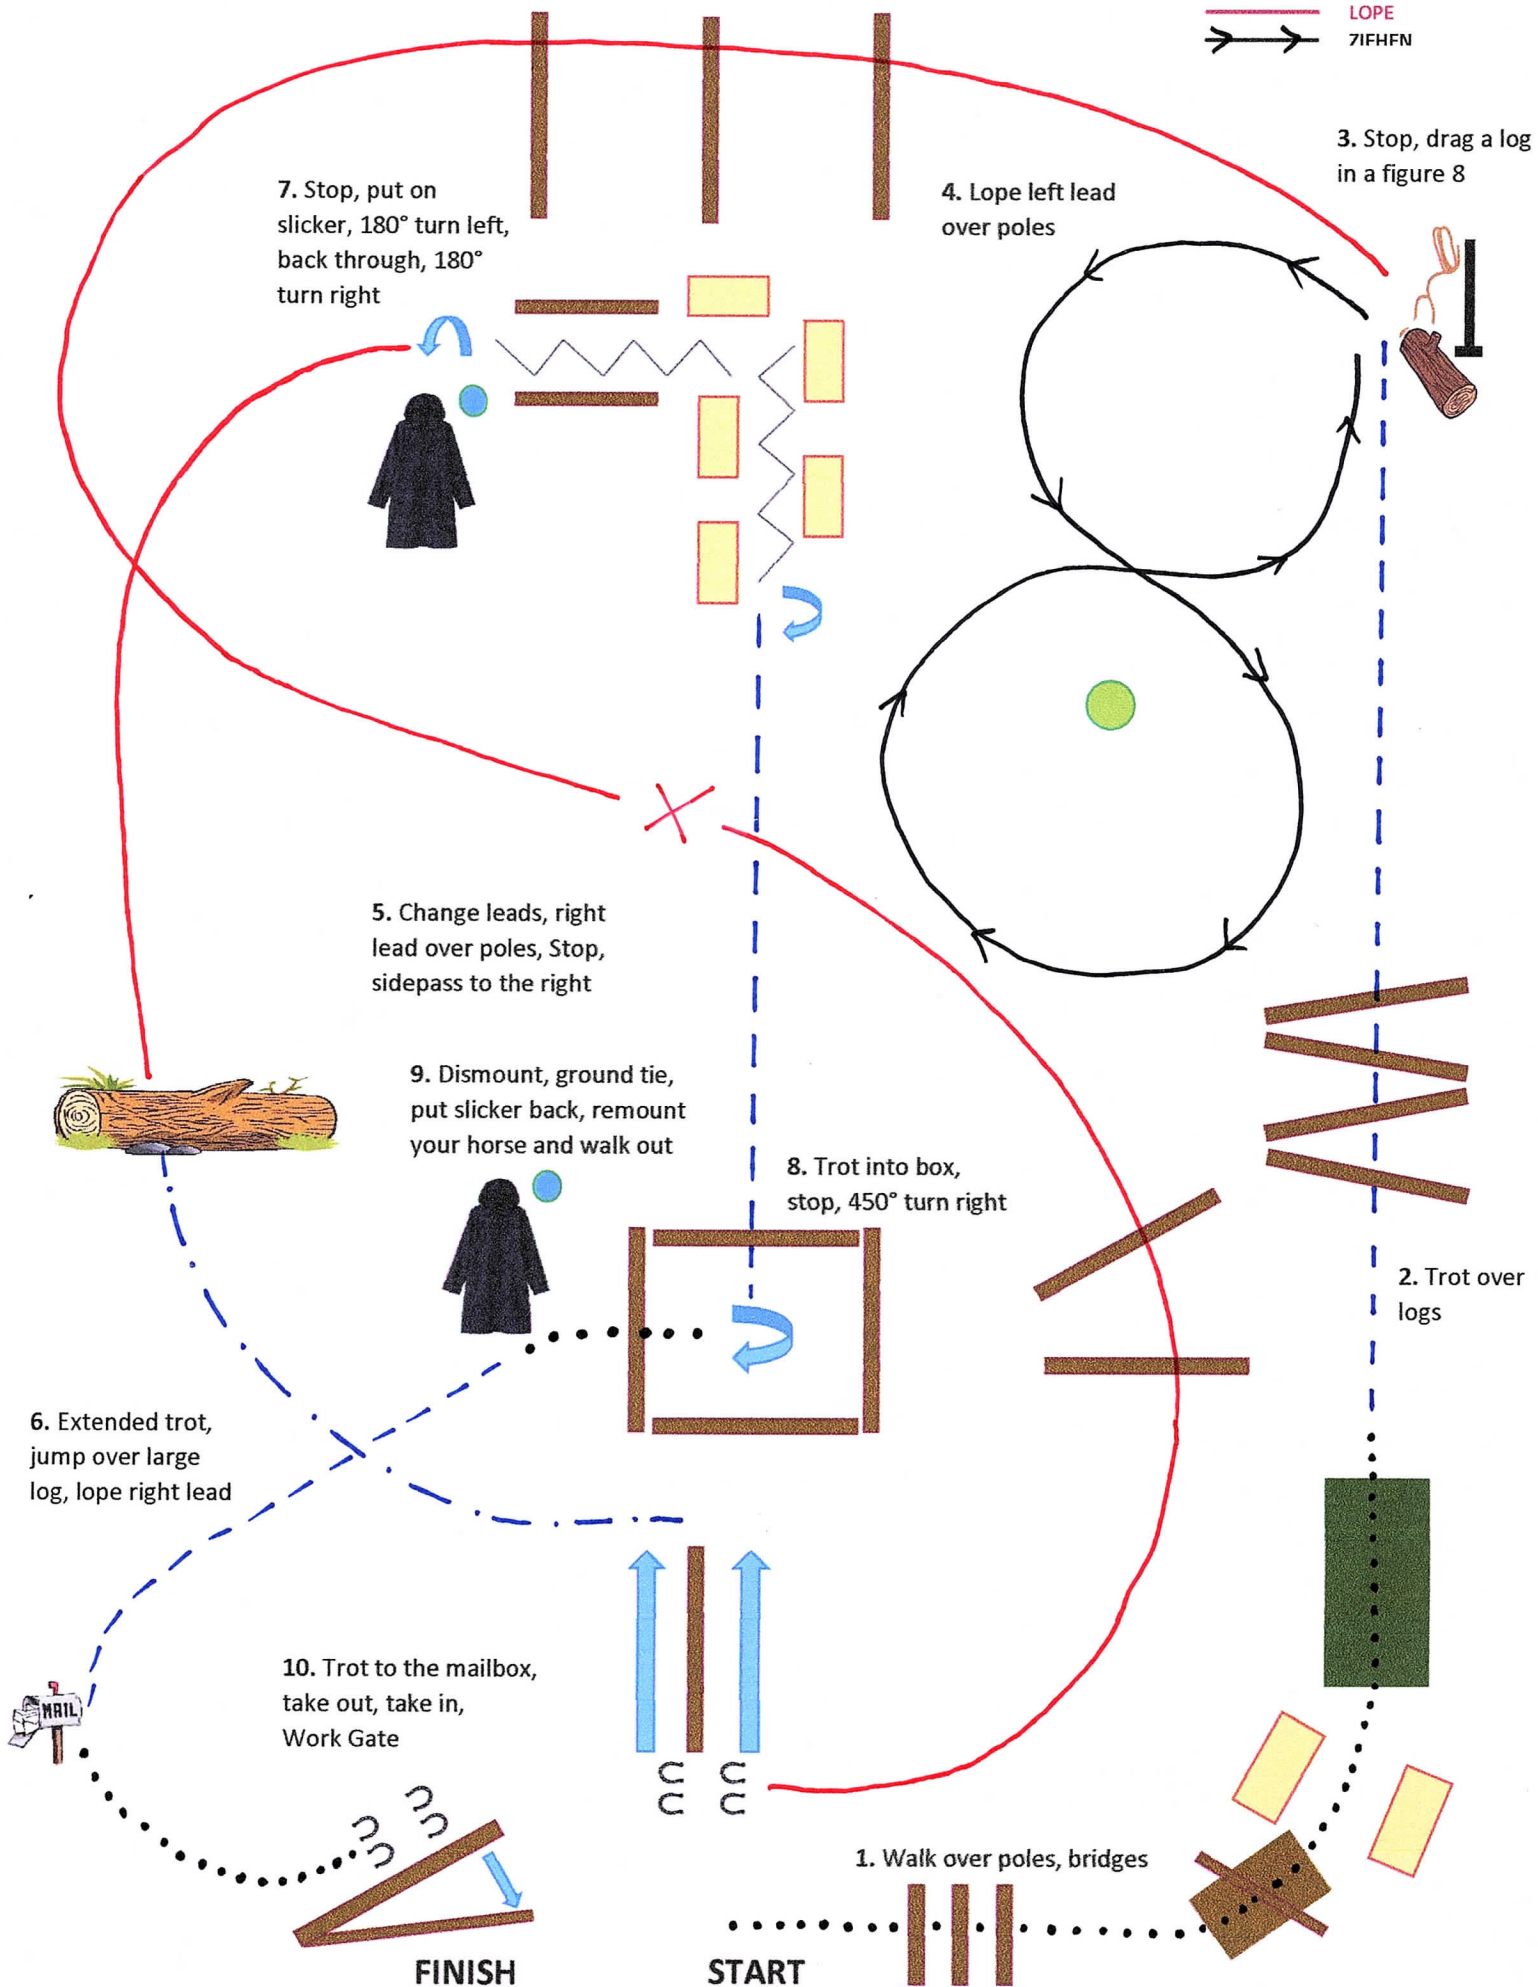 LOPE
ZIEHEN
3. Stop, drag a log
in a figure 8
7. Stop, put on
slicker, 180° turn left,
back through, 180°
turn right
4. Lope left lead
over poles
5. Change leads, right
lead over poles, Stop,
sidepass to the right
9. Dismount, ground tie,
put slicker back, remount
your horse and walk out
8. Trot into box,
stop, 450° turn right
2. Trot over
logs
6. Extended trot,
jump over large
log, lope right lead
10. Trot to the mailbox,
take out, take in,
Work Gate
MAIL
1. Walk over poles, bridges
FINISH
START